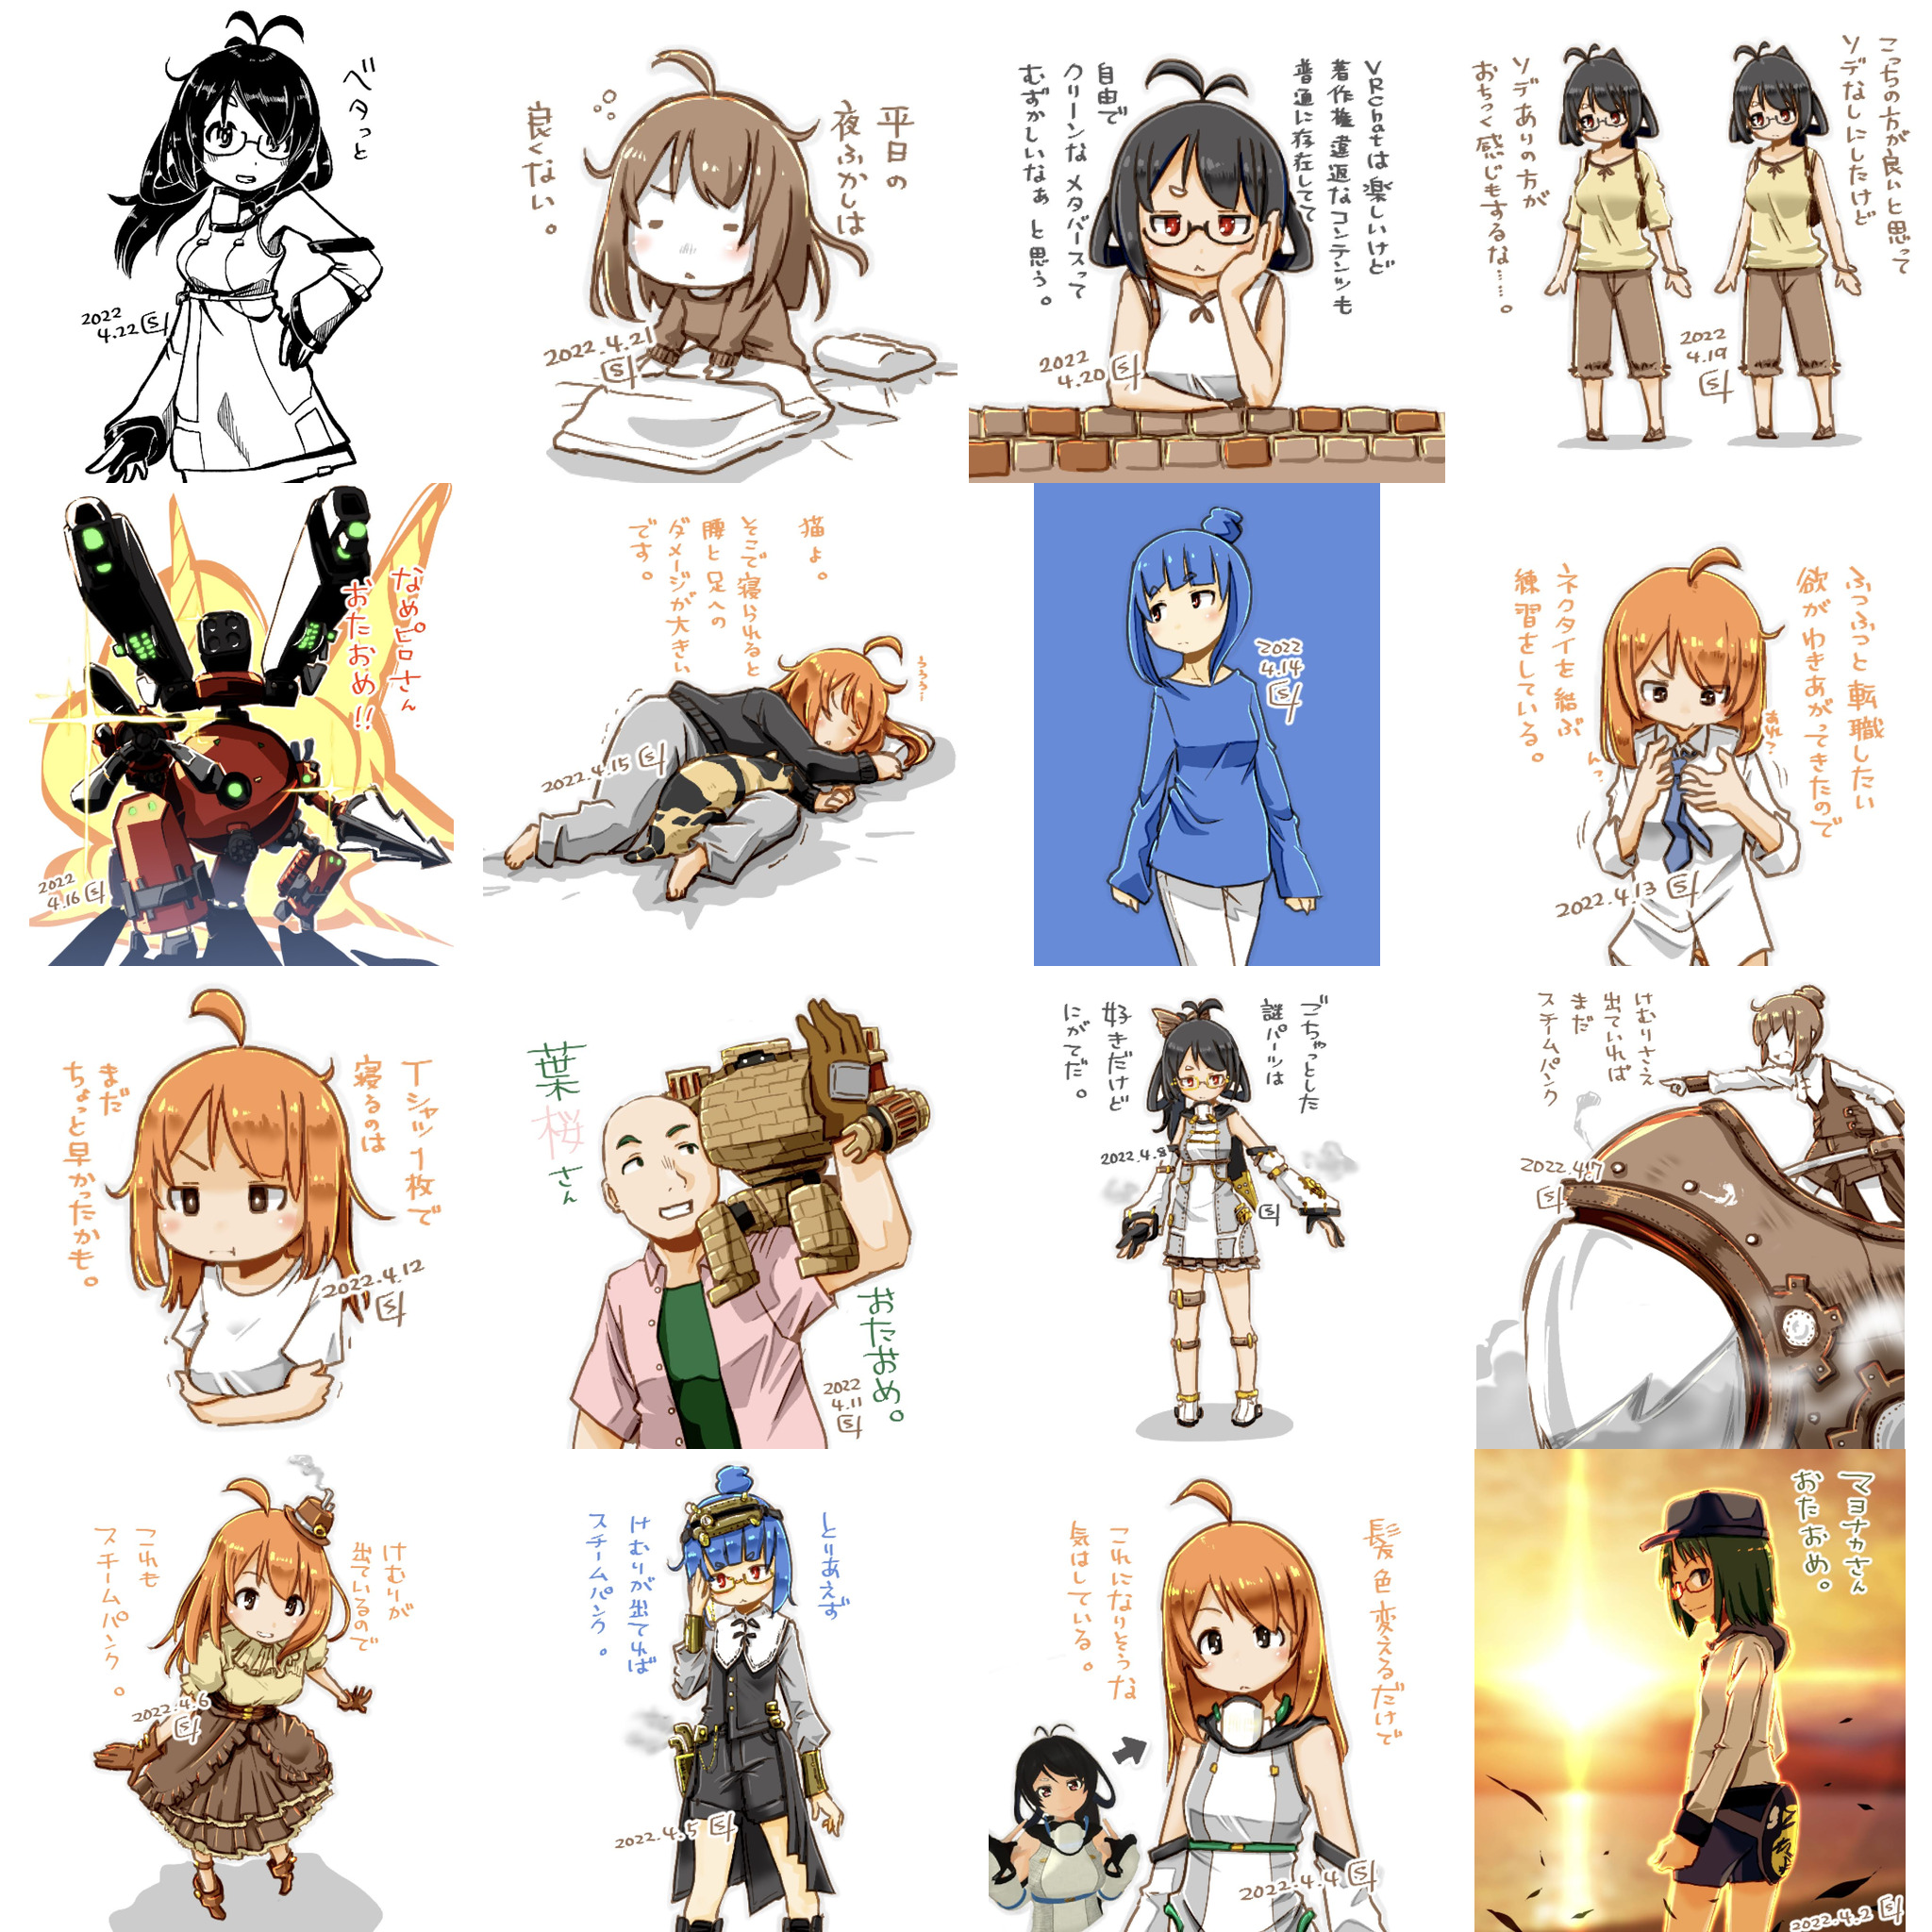 ベタっと
2022
4.22
平日の
夜ふかしは
良くない。
2022.4.21
VRChatは楽しいけど
著作権違反なコンテンツも
普通に存在してて
自由で
クリーンなメタバースって
むずかしいなぁと思う。
2022
4.20
こっちの方が良いと思って
ソデなしにしたけど
ソデありの方が
おちつく感じもするな……。
2022
4.19
なめピロさん
おたおめ!!
2022
4.16
猫よ。
そこで寝られると
腰と足への
ダメージが大きい
です。
うううー
2022.4.15
2022
4.14
ふつふつと転職したい
欲がわきあがってきたので
ネクタイを結ぶ
練習をしている。
あれ?
んっ
2022.4.13
Tシャツ1枚で
寝るのは
まだ
ちょっと早かったかも。
2022.4.12
葉桜さん
おたおめ。
2022
4.11
ごちゃっとした
謎パーツは
好きだけど
にがてだ。
2022.4.8
けむりさえ
出ていれば
まだ
スチームパンク
2022.4.7
けむりが
出ているので
これも
スチームパンク。
2022.4.6
とりあえず
けむりが出てれば
スチームパンク。
2022.4.5
髪色変えるだけで
これになりそうな
気はしている。
2022.4.4
マヨナカさん
おたおめ。
2022.4.2